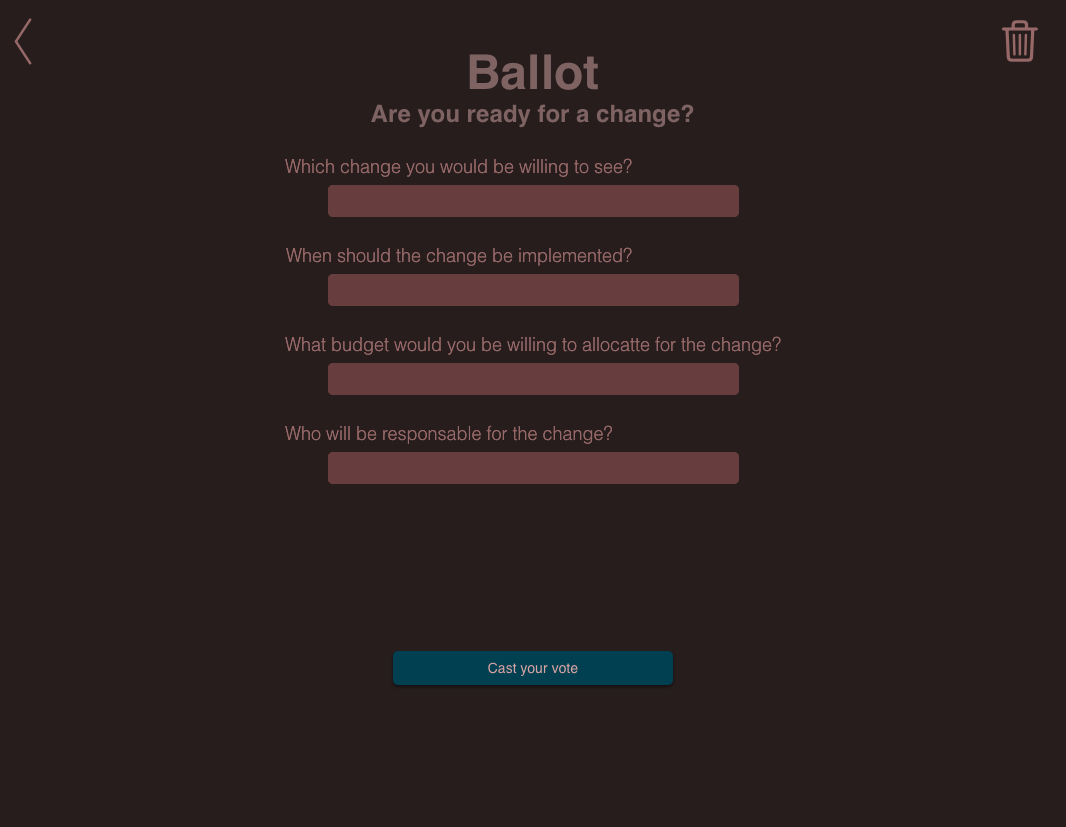 Ballot
Are you ready for a change?
Which change you would be willing to see?
When should the change be implemented?
What budget would you be willing to allocatte for the change?
Who will be responsable for the change?
Cast your vote